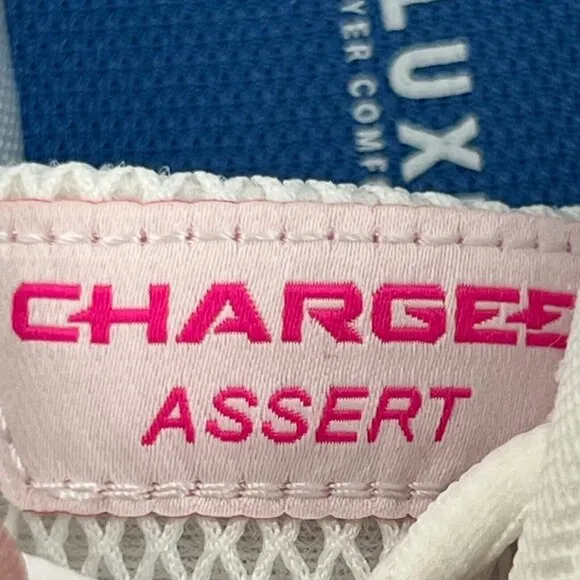 LUX
YER COMF
CHARGED
ASSERT